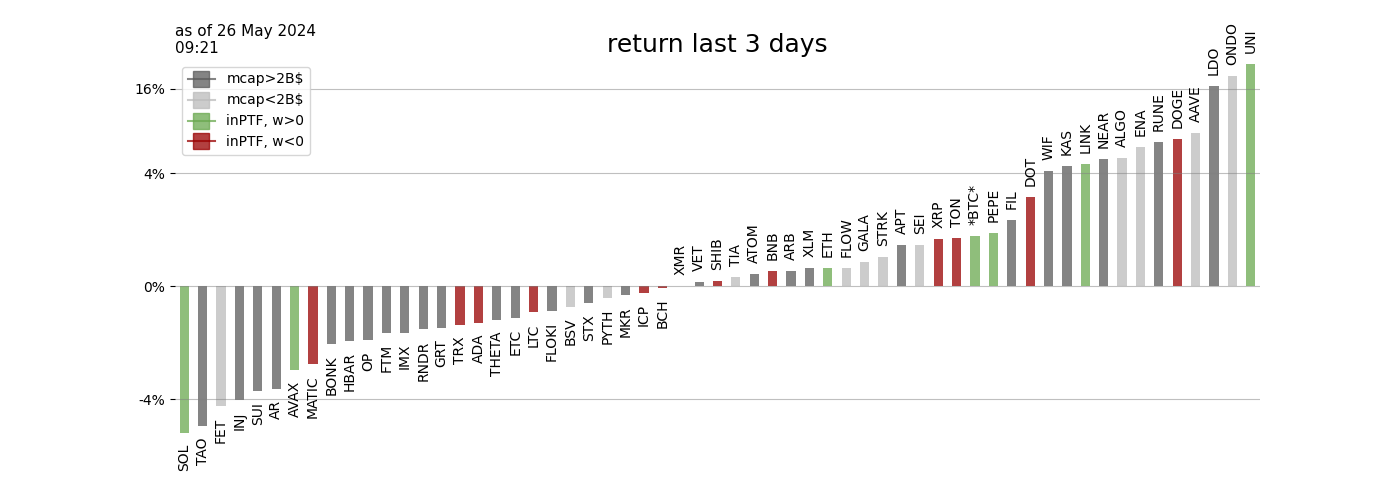 as of 26 May 2024
09:21
return last 3 days
mcap>2B$
mcap<2B$
inPTF, w>0
inPTF, w<0
16%
4%
0%
-4%
SOL
TAO
FET
INJ
SUI
AR
AVAX
MATIC
BONK
HBAR
OP
FTM
IMX
RNDR
GRT
TRX
ADA
THETA
ETC
LTC
FLOKI
BSV
STX
PYTH
MKR
ICP
BCH
XMR
VET
SHIB
TIA
ATOM
BNB
ARB
XLM
ETH
FLOW
GALA
STRK
APT
SEI
XRP
TON
*BTC*
PEPE
FIL
DOT
WIF
KAS
LINK
NEAR
ALGO
ENA
RUNE
DOGE
AAVE
LDO
ONDO
UNI